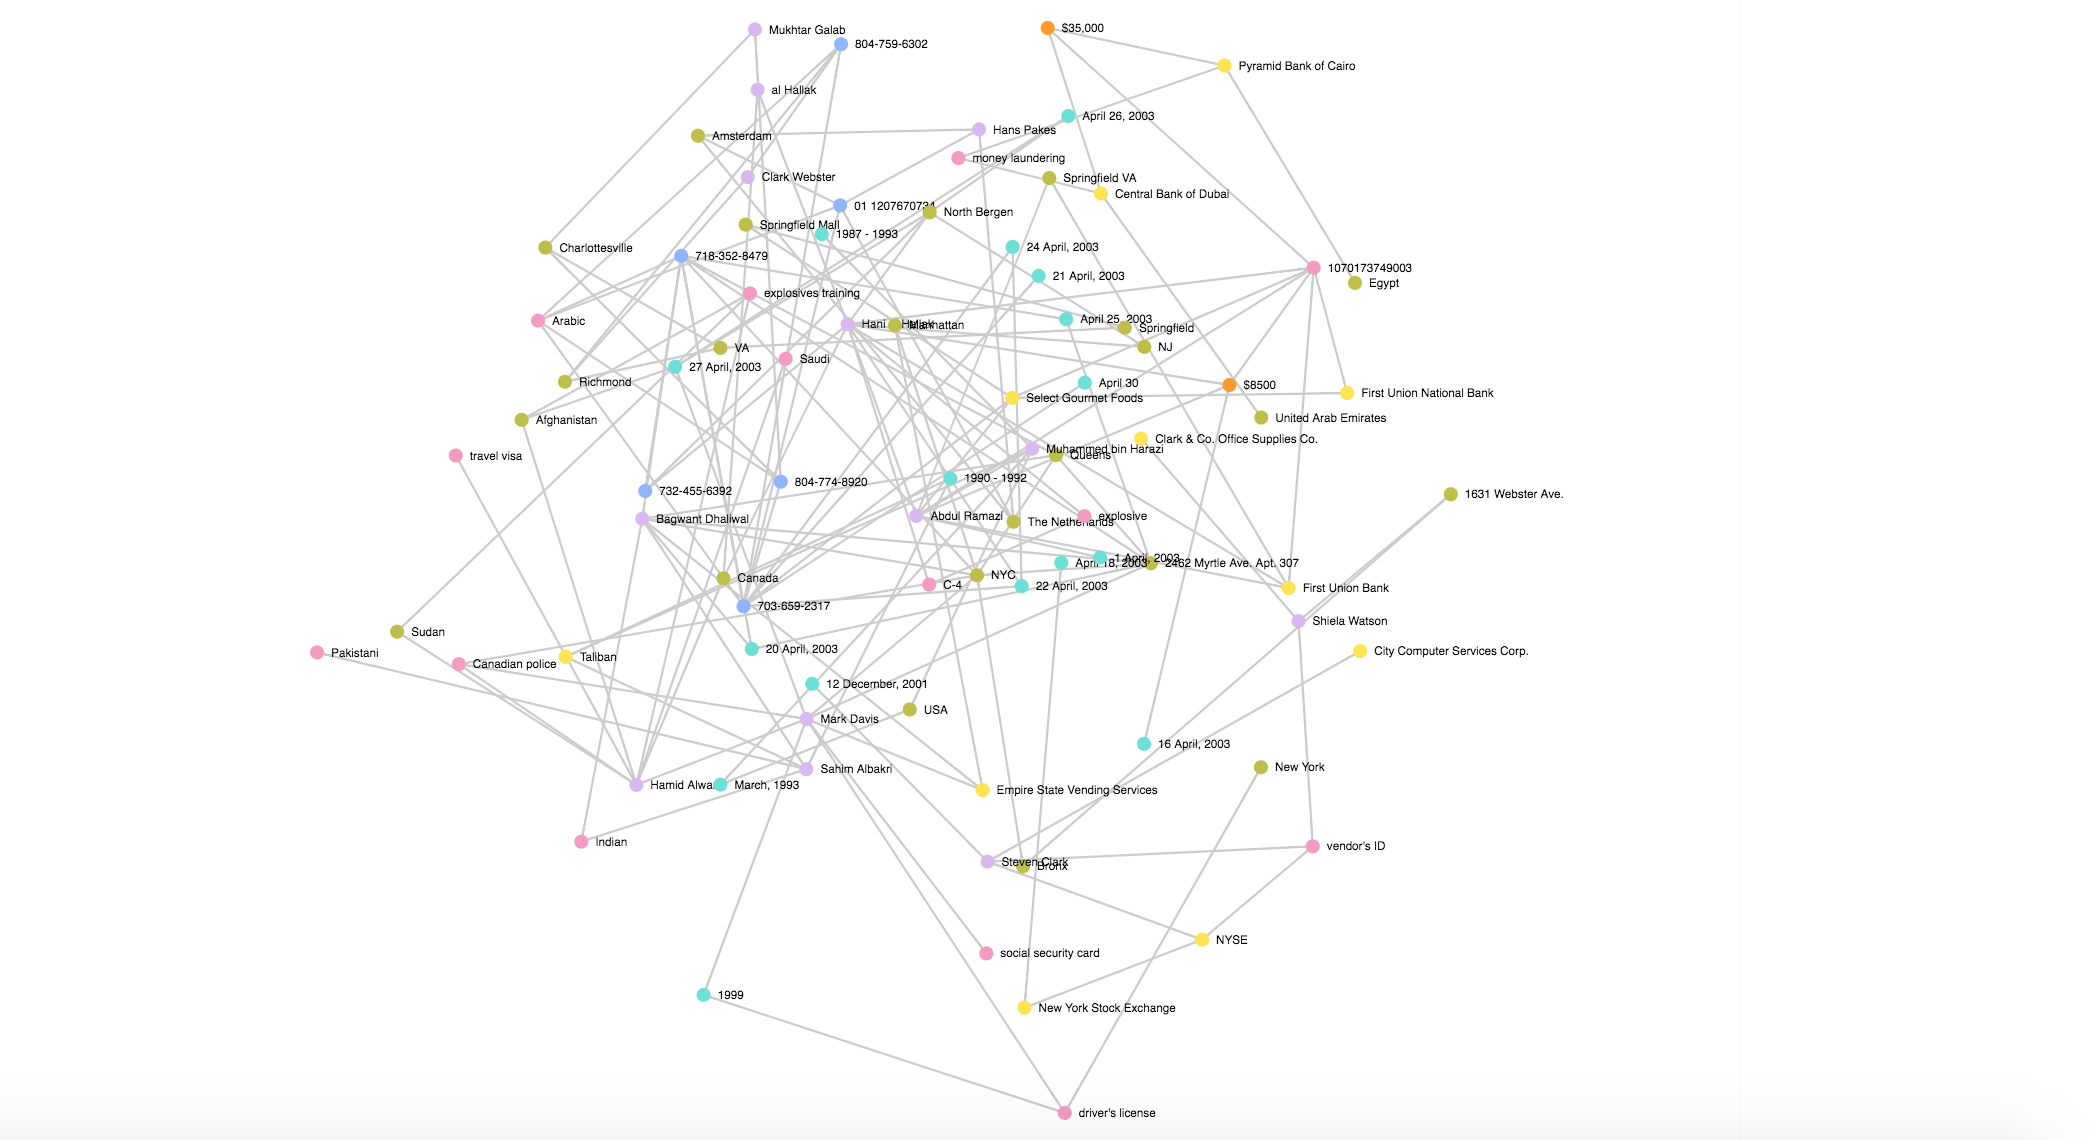 Mukhtar Galab
$35,000
804-759-6302
Pyramid Bank of Cairo
al Hallak
April 26, 2003
Hans Pakes
Amsterdam
money laundering
Clark Webster
Springfield VA
Central Bank of Dubai
01 1207670734
North Bergen
Springfield Mall
1987 - 1993
Charlottesville
24 April, 2003
718-352-8479
1070173749003
21 April, 2003
Egypt
explosives training
Arabic
April 25, 2003
Hani
Manhattan
Springfield
VA
NJ
Saudi
27 April, 2003
Richmond
April 30
$8500
First Union National Bank
Select Gourmet Foods
United Arab Emirates
Afghanistan
Clark & Co. Office Supplies Co.
Muhammed bin Harazi
Queens
travel visa
1990 - 1992
804-774-8920
732-455-6392
1631 Webster Ave.
Bagwant Dhaliwal
Abdul Ramazi
explosive
The Netherlands
1 April, 2003
April 18, 2003
2462 Myrtle Ave. Apt. 307
NYC
Canada
C-4
22 April, 2003
First Union Bank
703-659-2317
Shiela Watson
Sudan
20 April, 2003
City Computer Services Corp.
Pakistani
Taliban
Canadian police
12 December, 2001
USA
Mark Davis
16 April, 2003
New York
Sahim Albakri
Hamid Alwa
March, 1993
Empire State Vending Services
Indian
vendor's ID
Steven Clark
Bronx
NYSE
social security card
1999
New York Stock Exchange
driver's license